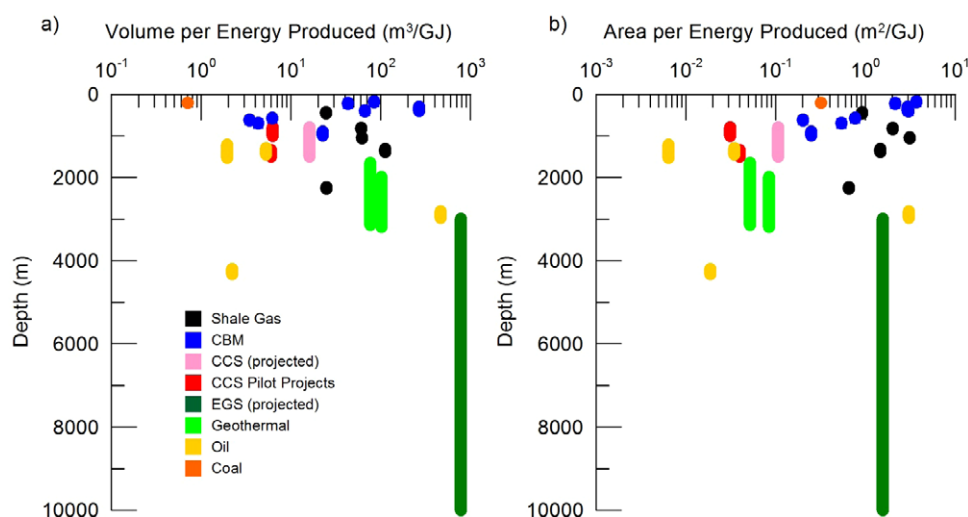 a) Volume per Energy Produced (m³/GJ)
10⁻¹ 10⁰ 10¹ 10² 10³
0
2000
4000
6000
8000
10000
Depth (m)
Shale Gas
CBM
CCS (projected)
CCS Pilot Projects
EGS (projected)
Geothermal
Oil
Coal
b) Area per Energy Produced (m²/GJ)
10⁻³ 10⁻² 10⁻¹ 10⁰ 10¹
0
2000
4000
6000
8000
10000
Depth (m)